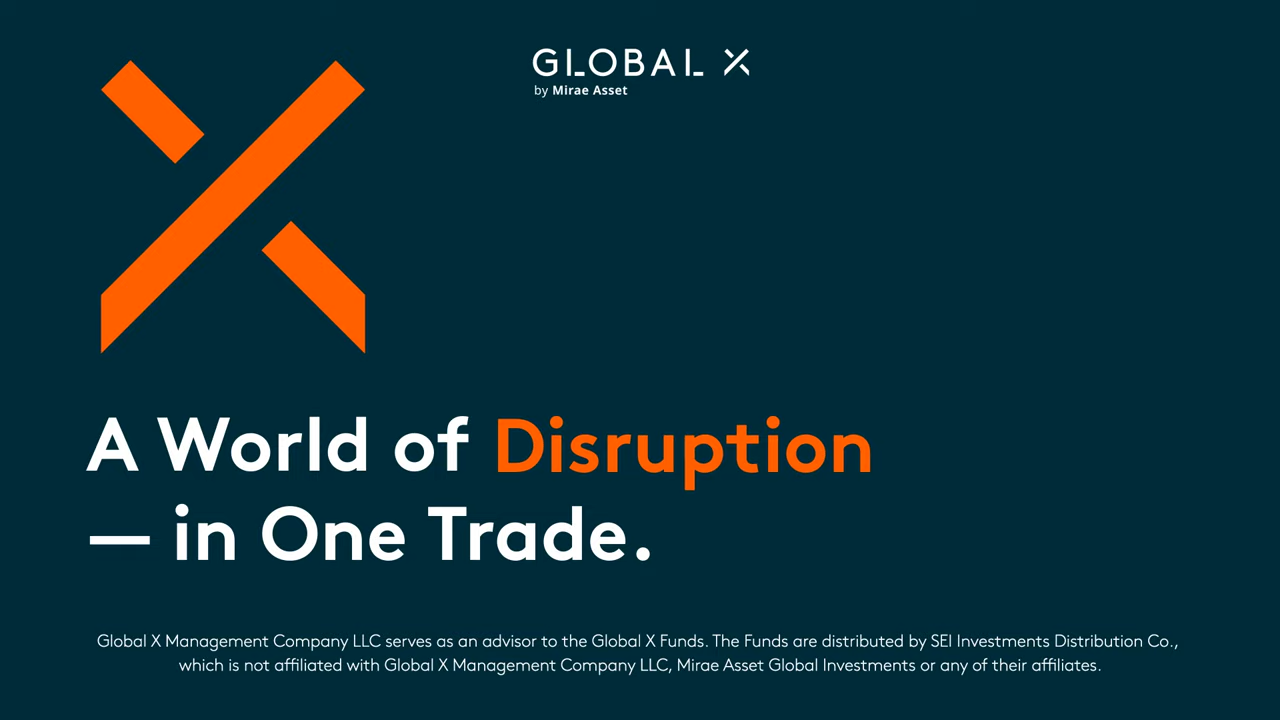 GLOBAL X
by Mirae Asset
A World of Disruption
— in One Trade.
Global X Management Company LLC serves as an advisor to the Global X Funds. The Funds are distributed by SEI Investments Distribution Co.,
which is not affiliated with Global X Management Company LLC, Mirae Asset Global Investments or any of their affiliates.